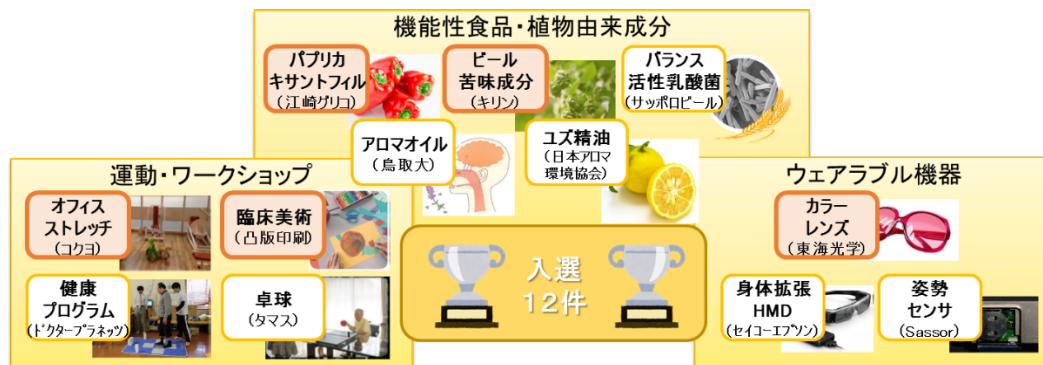 機能性食品・植物由来成分
パプリカ
キサントフィル
(江崎グリコ)
ビール
苦味成分
(キリン)
バランス
活性乳酸菌
(サッポロビール)
アロマオイル
(鳥取大)
ユズ精油
(日本アロマ
環境協会)
運動・ワークショップ
オフィス
ストレッチ
(コクヨ)
臨床美術
(凸版印刷)
健康
プログラム
(ドクタープラネッツ)
卓球
(タマス)
入選
12件
ウェアラブル機器
カラー
レンズ
(東海光学)
身体拡張
HMD
(セイコーエプソン)
姿勢
センサ
(Sassor)